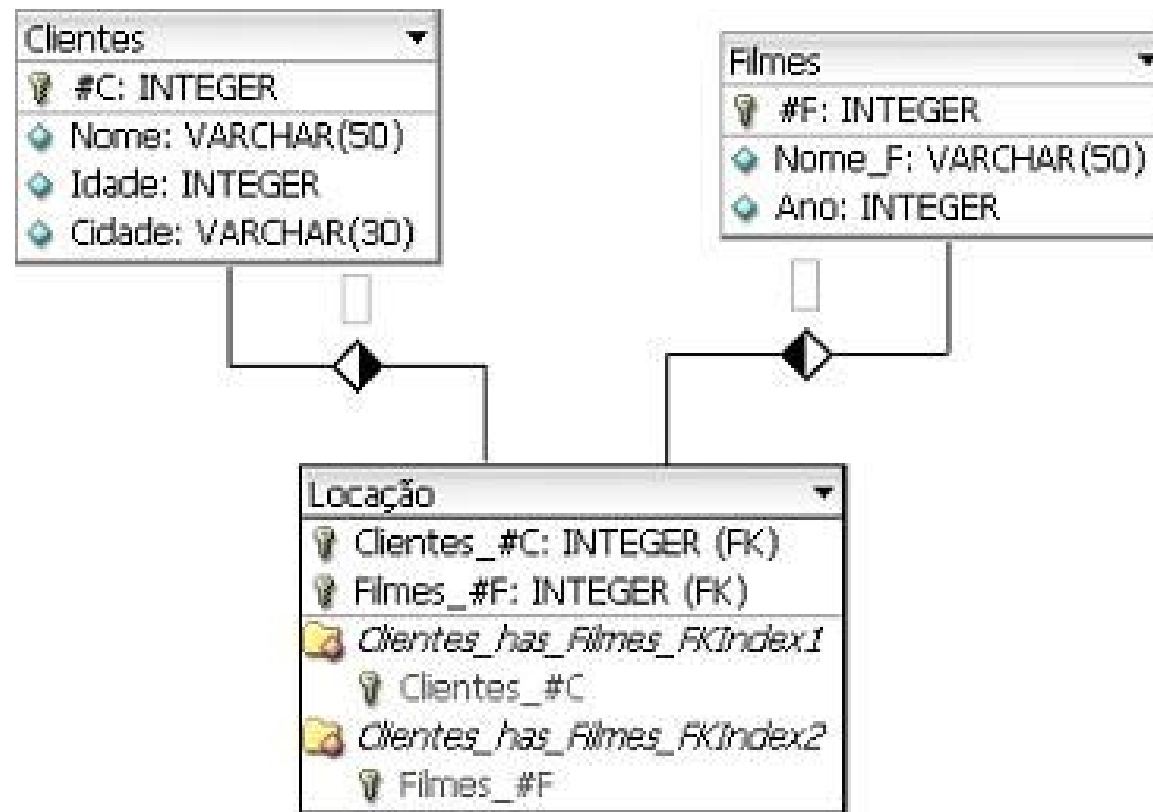 Clientes
#C: INTEGER
Nome: VARCHAR(50)
Idade: INTEGER
Cidade: VARCHAR(30)
Filmes
#F: INTEGER
Nome_F: VARCHAR(50)
Ano: INTEGER
Locação
Clientes_#C: INTEGER (FK)
Filmes_#F: INTEGER (FK)
Clientes_has_Filmes_FKIndex1
Clientes_#C
Clientes_has_Filmes_FKIndex2
Filmes_#F